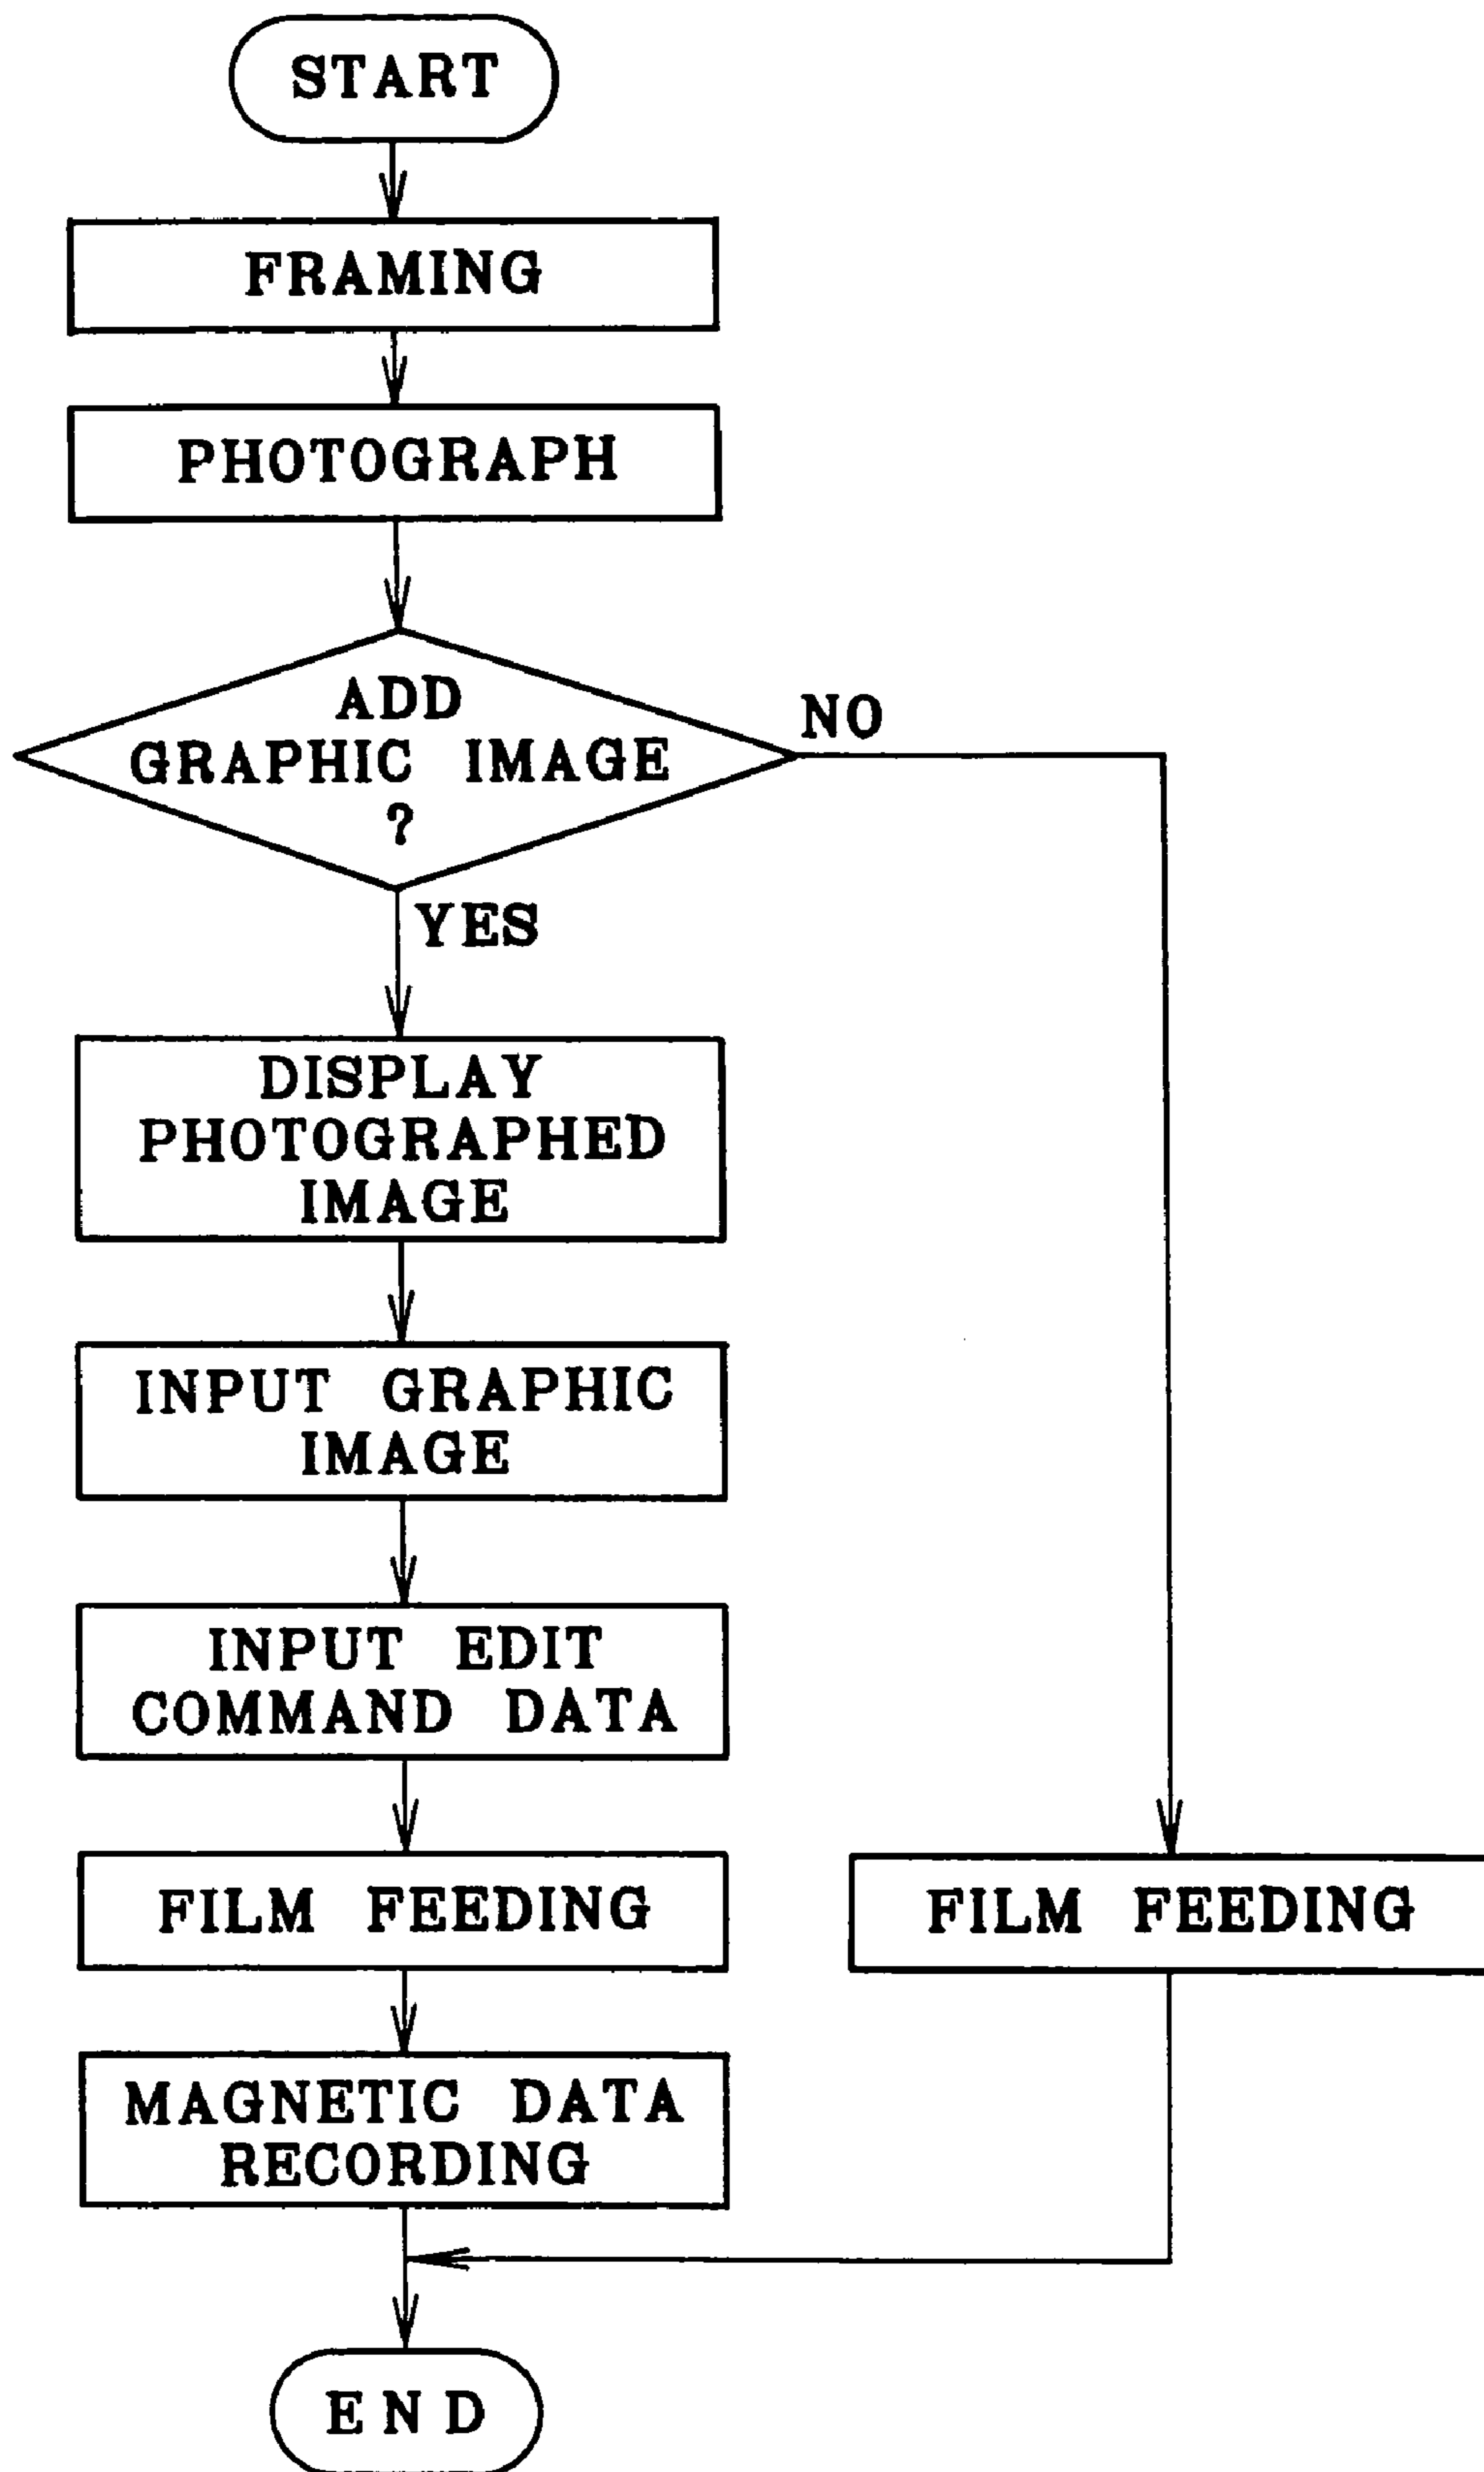 START
FRAMING
PHOTOGRAPH
ADD
GRAPHIC IMAGE
?
NO
YES
DISPLAY
PHOTOGRAPHED
IMAGE
INPUT GRAPHIC
IMAGE
INPUT EDIT
COMMAND DATA
FILM FEEDING
FILM FEEDING
MAGNETIC DATA
RECORDING
END